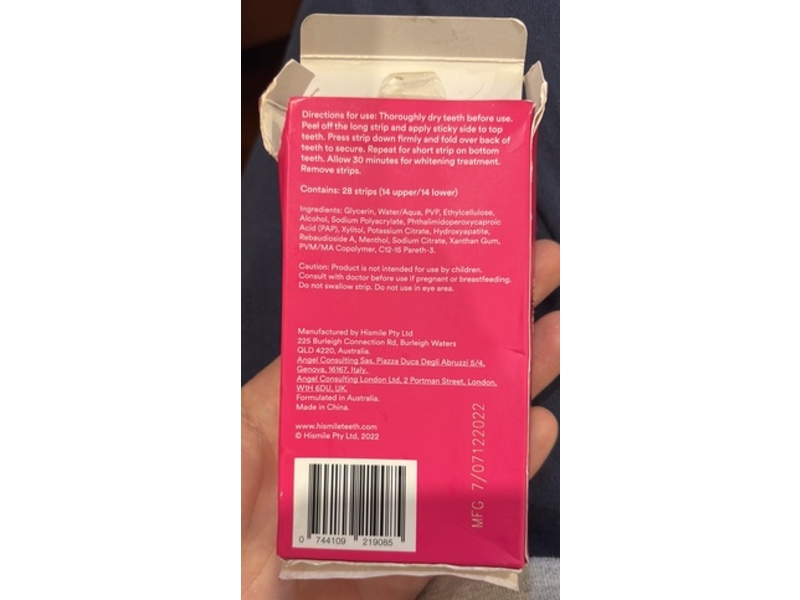 Directions for use: Thoroughly dry teeth before use.
Peel off the long strip and apply sticky side to top
teeth. Press strip down firmly and fold over back of
teeth to secure. Repeat for short strip on bottom
teeth. Allow 30 minutes for whitening treatment.
Remove strips.
Contains: 28 strips (14 upper/14 lower)
Ingredients: Glycerin, Water/Aqua, PVP, Ethylcellulose,
Alcohol, Sodium Polyacrylate, Phthalimidoperoxycaproic
Acid (PAP), Xylitol, Potassium Citrate, Hydroxyapatite,
Rebaudioside A, Menthol, Sodium Citrate, Xanthan Gum,
PVM/MA Copolymer, C12-15 Pareth-3.
Caution: Product is not intended for use by children.
Consult with doctor before use if pregnant or breastfeeding.
Do not swallow strip. Do not use in eye area.
Manufactured by Hismile Pty Ltd
225 Burleigh Connection Rd, Burleigh Waters
QLD 4220, Australia.
Angel Consulting Sas, Piazza Duca Degli Abruzzi 5/4,
Genova, 16167, Italy.
Angel Consulting London Ltd, 2 Portman Street, London,
W1H 6DU, UK.
Formulated in Australia.
Made in China.
www.hismileteeth.com
© Hismile Pty Ltd, 2022
MFG 7/07122022
0 744109 219085